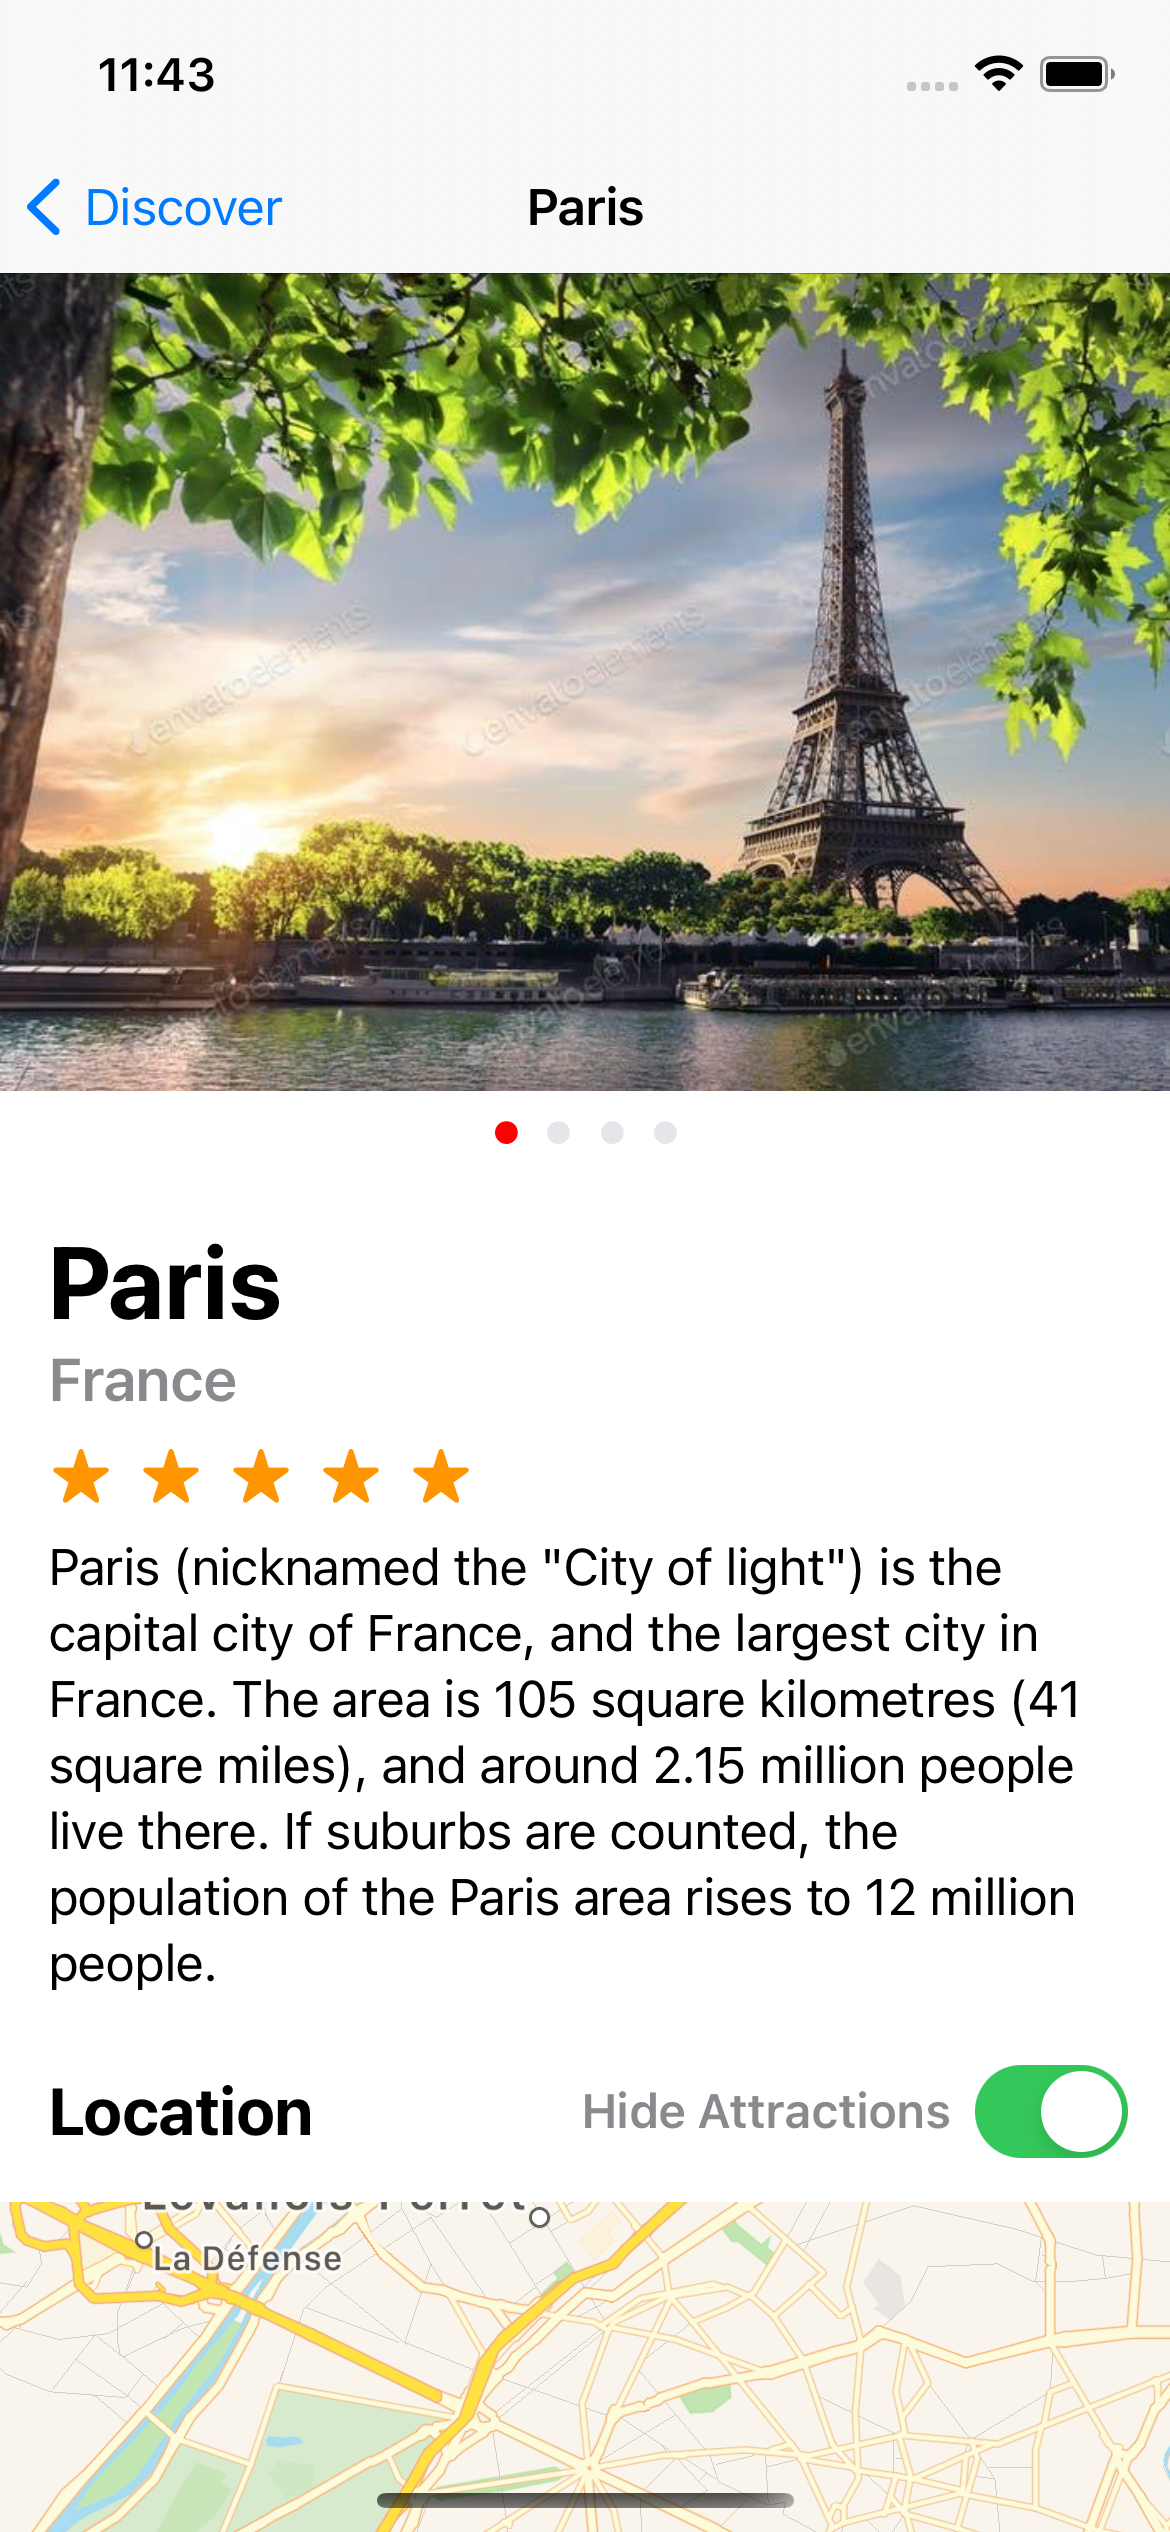 11:43
Discover
Paris
envatoelements
envatoelements
envatoelements
Paris
France
Paris (nicknamed the "City of light") is the
capital city of France, and the largest city in
France. The area is 105 square kilometres (41
square miles), and around 2.15 million people
live there. If suburbs are counted, the
population of the Paris area rises to 12 million
people.
Location
Hide Attractions
La Défense